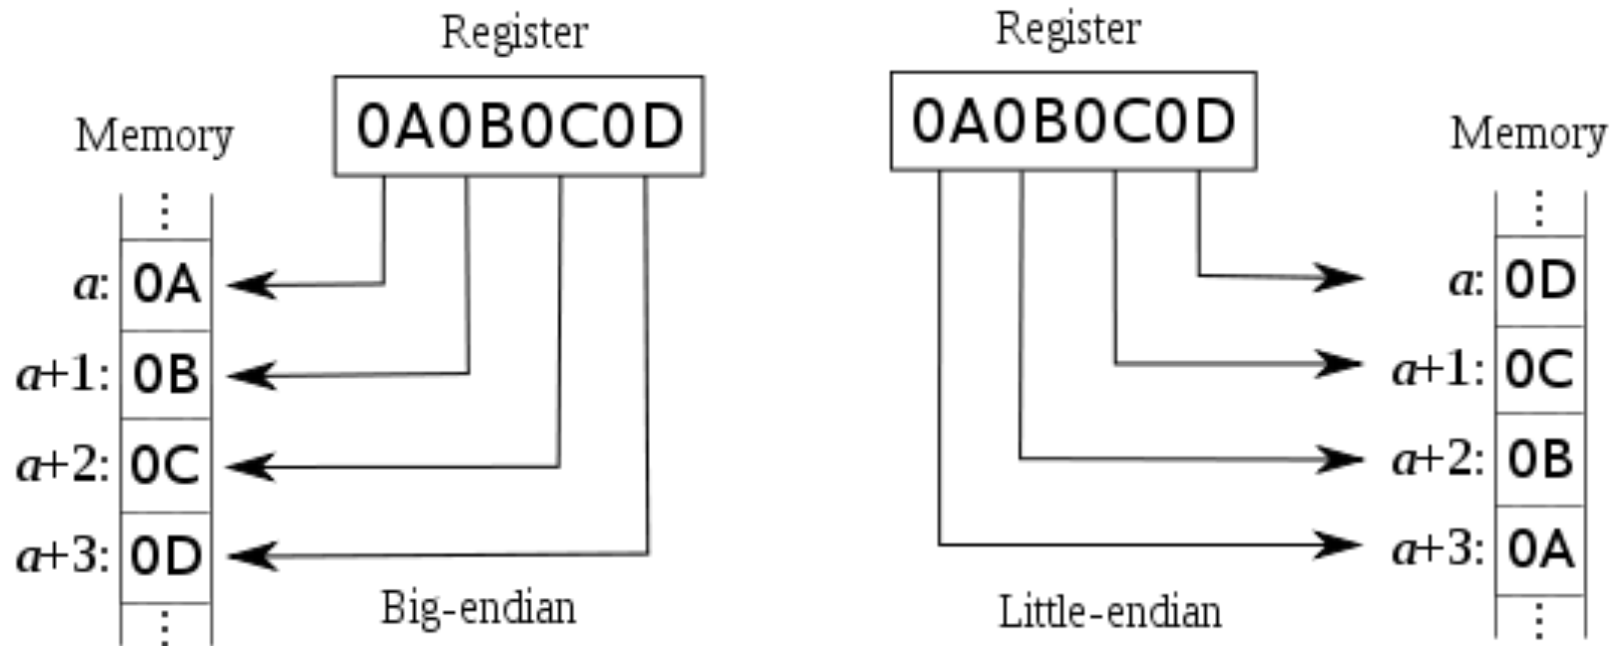 Register
0A0B0C0D
Memory
⋮
a: 0A
a+1: 0B
a+2: 0C
a+3: 0D
⋮
Big-endian
Register
0A0B0C0D
Memory
⋮
a: 0D
a+1: 0C
a+2: 0B
a+3: 0A
⋮
Little-endian